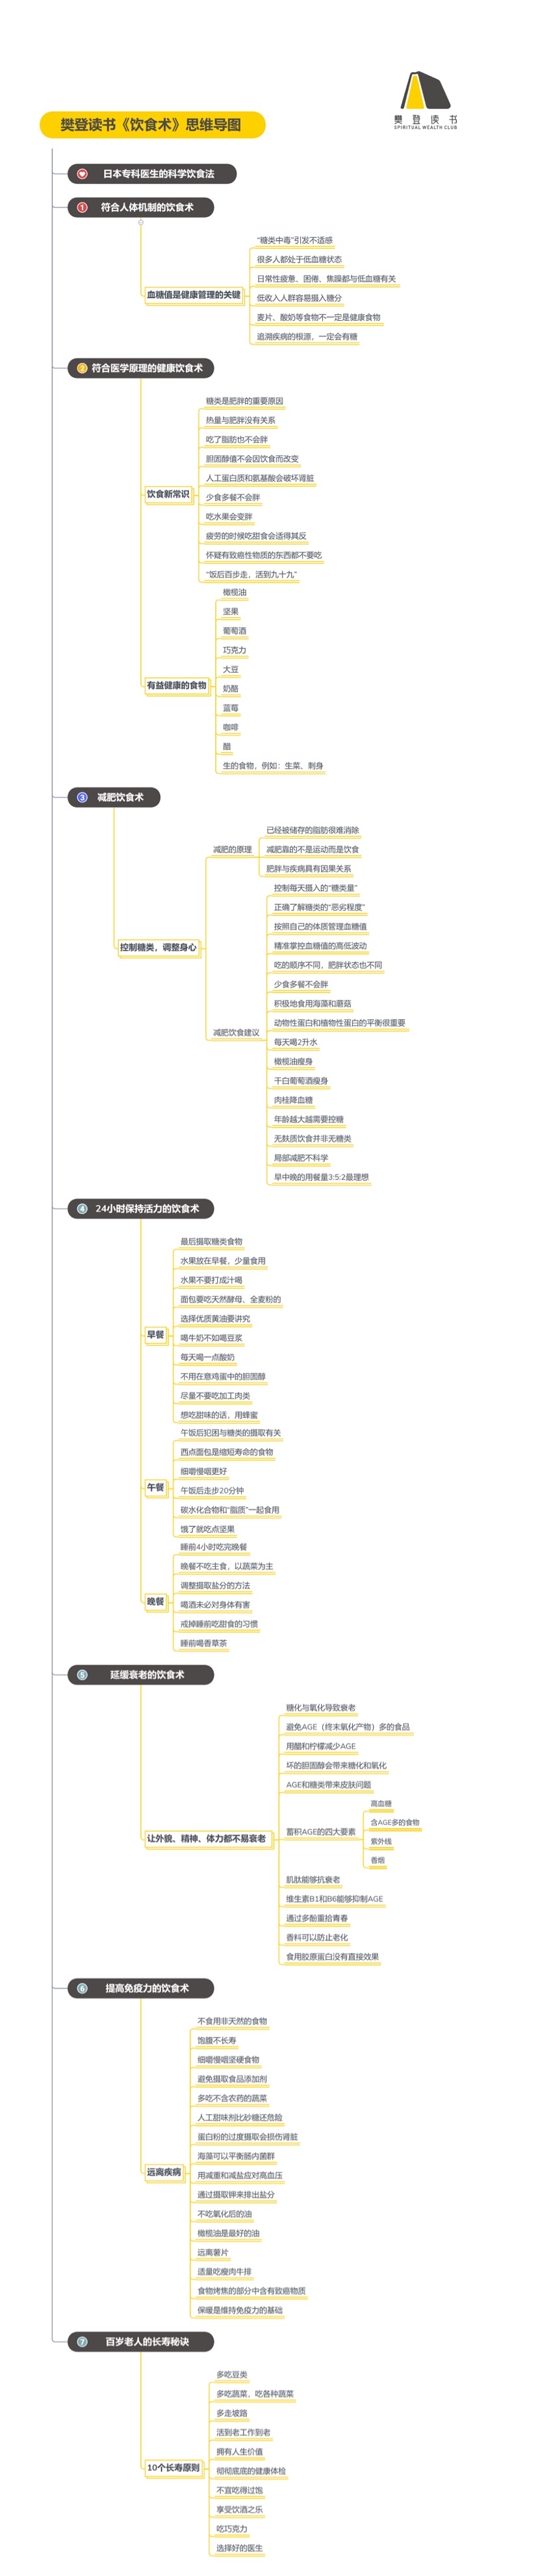 樊登读书
SPIRITUAL WEALTH CLUB
樊登读书《饮食术》思维导图
日本专科医生的科学饮食法
1 符合人体机制的饮食术
血糖值是健康管理的关键
“糖类中毒”引发不适感
很多人都处于低血糖状态
日常性疲惫、困倦、焦躁都与低血糖有关
低收入人群容易摄入糖分
麦片、酸奶等食物不一定是健康食物
追溯疾病的根源，一定会有糖
2 符合医学原理的健康饮食术
饮食新常识
糖类是肥胖的重要原因
热量与肥胖没有关系
吃了脂肪也不会胖
胆固醇值不会因饮食而改变
人工蛋白质和氨基酸会破坏肾脏
少食多餐不会胖
吃水果会变胖
疲劳的时候吃甜食会适得其反
怀疑有致癌性物质的东西都不要吃
“饭后百步走，活到九十九”
有益健康的食物
橄榄油
坚果
葡萄酒
巧克力
大豆
奶酪
蓝莓
咖啡
醋
生的食物，例如：生菜、刺身
3 减肥饮食术
控制糖类，调整身心
减肥的原理
已经被储存的脂肪很难消除
减肥靠的不是运动而是饮食
肥胖与疾病具有因果关系
减肥饮食建议
控制每天摄入的“糖类量”
正确了解糖类的“恶劣程度”
按照自己的体质管理血糖值
精准掌控血糖值的高低波动
吃的顺序不同，肥胖状态也不同
少食多餐不会胖
积极地食用海藻和蘑菇
动物性蛋白和植物性蛋白的平衡很重要
每天喝2升水
橄榄油瘦身
干白葡萄酒瘦身
肉桂降血糖
年龄越大越需要控糖
无麸质饮食并非无糖类
局部减肥不科学
早中晚的用餐量3:5:2最理想
4 24小时保持活力的饮食术
早餐
最后摄取糖类食物
水果放在早餐，少量食用
水果不要打成汁喝
面包要吃天然酵母、全麦粉的
选择优质黄油要讲究
喝牛奶不如喝豆浆
每天喝一点酸奶
不用在意鸡蛋中的胆固醇
尽量不要吃加工肉类
想吃甜味的话，用蜂蜜
午餐
午饭后犯困与糖类的摄取有关
西点面包是缩短寿命的食物
细嚼慢咽更好
午饭后走步20分钟
碳水化合物和“脂质”一起食用
饿了就吃点坚果
晚餐
睡前4小时吃完晚餐
晚餐不吃主食，以蔬菜为主
调整摄取盐分的方法
喝酒未必对身体有害
戒掉睡前吃甜食的习惯
睡前喝香草茶
5 延缓衰老的饮食术
让外貌、精神、体力都不易衰老
糖化与氧化导致衰老
避免AGE（终末氧化产物）多的食品
用醋和柠檬减少AGE
坏的胆固醇会带来糖化和氧化
AGE和糖类带来皮肤问题
蓄积AGE的四大要素
高血糖
含AGE多的食物
紫外线
香烟
肌肽能够抗衰老
维生素B1和B6能够抑制AGE
通过多酚重拾青春
香料可以防止老化
食用胶原蛋白没有直接效果
6 提高免疫力的饮食术
远离疾病
不食用非天然的食物
饱腹不长寿
细嚼慢咽坚硬食物
避免摄取食品添加剂
多吃不含农药的蔬菜
人工甜味剂比砂糖还危险
蛋白粉的过度摄取会损伤肾脏
海藻可以平衡肠内菌群
用减重和减盐应对高血压
通过摄取钾来排出盐分
不吃氧化后的油
橄榄油是最好的油
远离薯片
适量吃瘦肉牛排
食物烤焦的部分中含有致癌物质
保暖是维持免疫力的基础
7 百岁老人的长寿秘诀
10个长寿原则
多吃豆类
多吃蔬菜，吃各种蔬菜
多走坡路
活到老工作到老
拥有人生价值
彻彻底底的健康体检
不宜吃得过饱
享受饮酒之乐
吃巧克力
选择好的医生